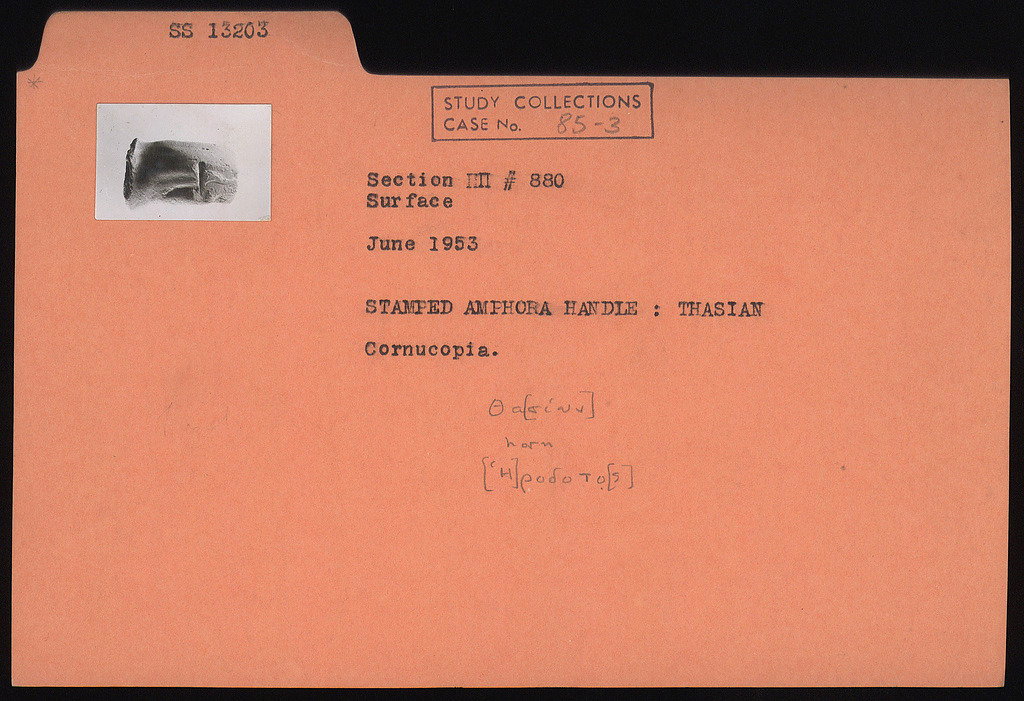 SS 13203
*
STUDY COLLECTIONS
CASE No. 85-3
Section ΠΠ # 880
Surface
June 1953
STAMPED AMPHORA HANDLE : THASIAN
Cornucopia.
Θα[σίων]
horn
[Ἡ]ροδοτο[ς]